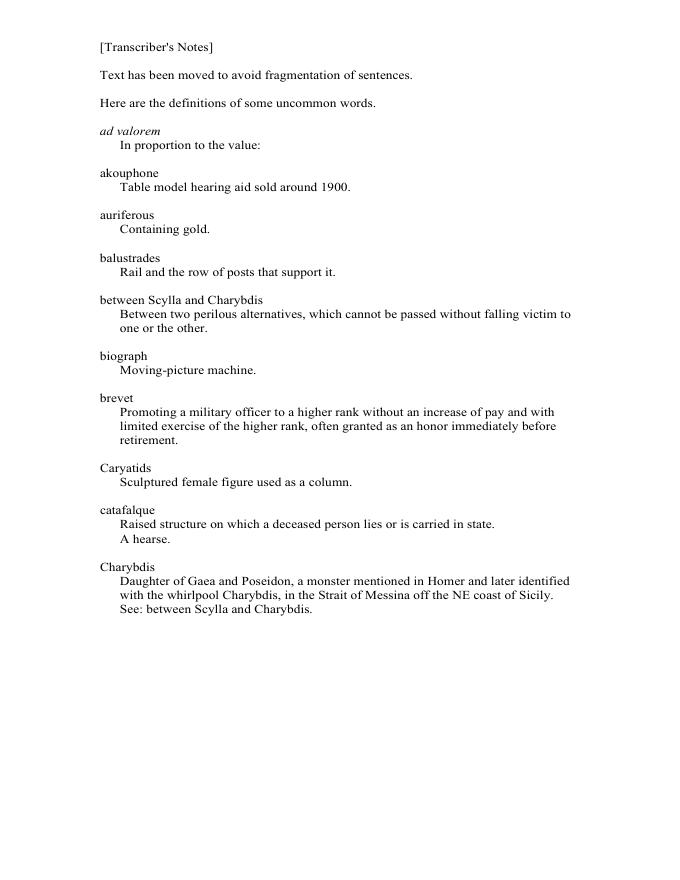 [Transcriber's Notes]
Text has been moved to avoid fragmentation of sentences.
Here are the definitions of some uncommon words.
ad valorem
In proportion to the value:
akouphone
Table model hearing aid sold around 1900.
auriferous
Containing gold.
balustrades
Rail and the row of posts that support it.
between Scylla and Charybdis
Between two perilous alternatives, which cannot be passed without falling victim to
one or the other.
biograph
Moving-picture machine.
brevet
Promoting a military officer to a higher rank without an increase of pay and with
limited exercise of the higher rank, often granted as an honor immediately before
retirement.
Caryatids
Sculptured female figure used as a column.
catafalque
Raised structure on which a deceased person lies or is carried in state.
A hearse.
Charybdis
Daughter of Gaea and Poseidon, a monster mentioned in Homer and later identified
with the whirlpool Charybdis, in the Strait of Messina off the NE coast of Sicily.
See: between Scylla and Charybdis.